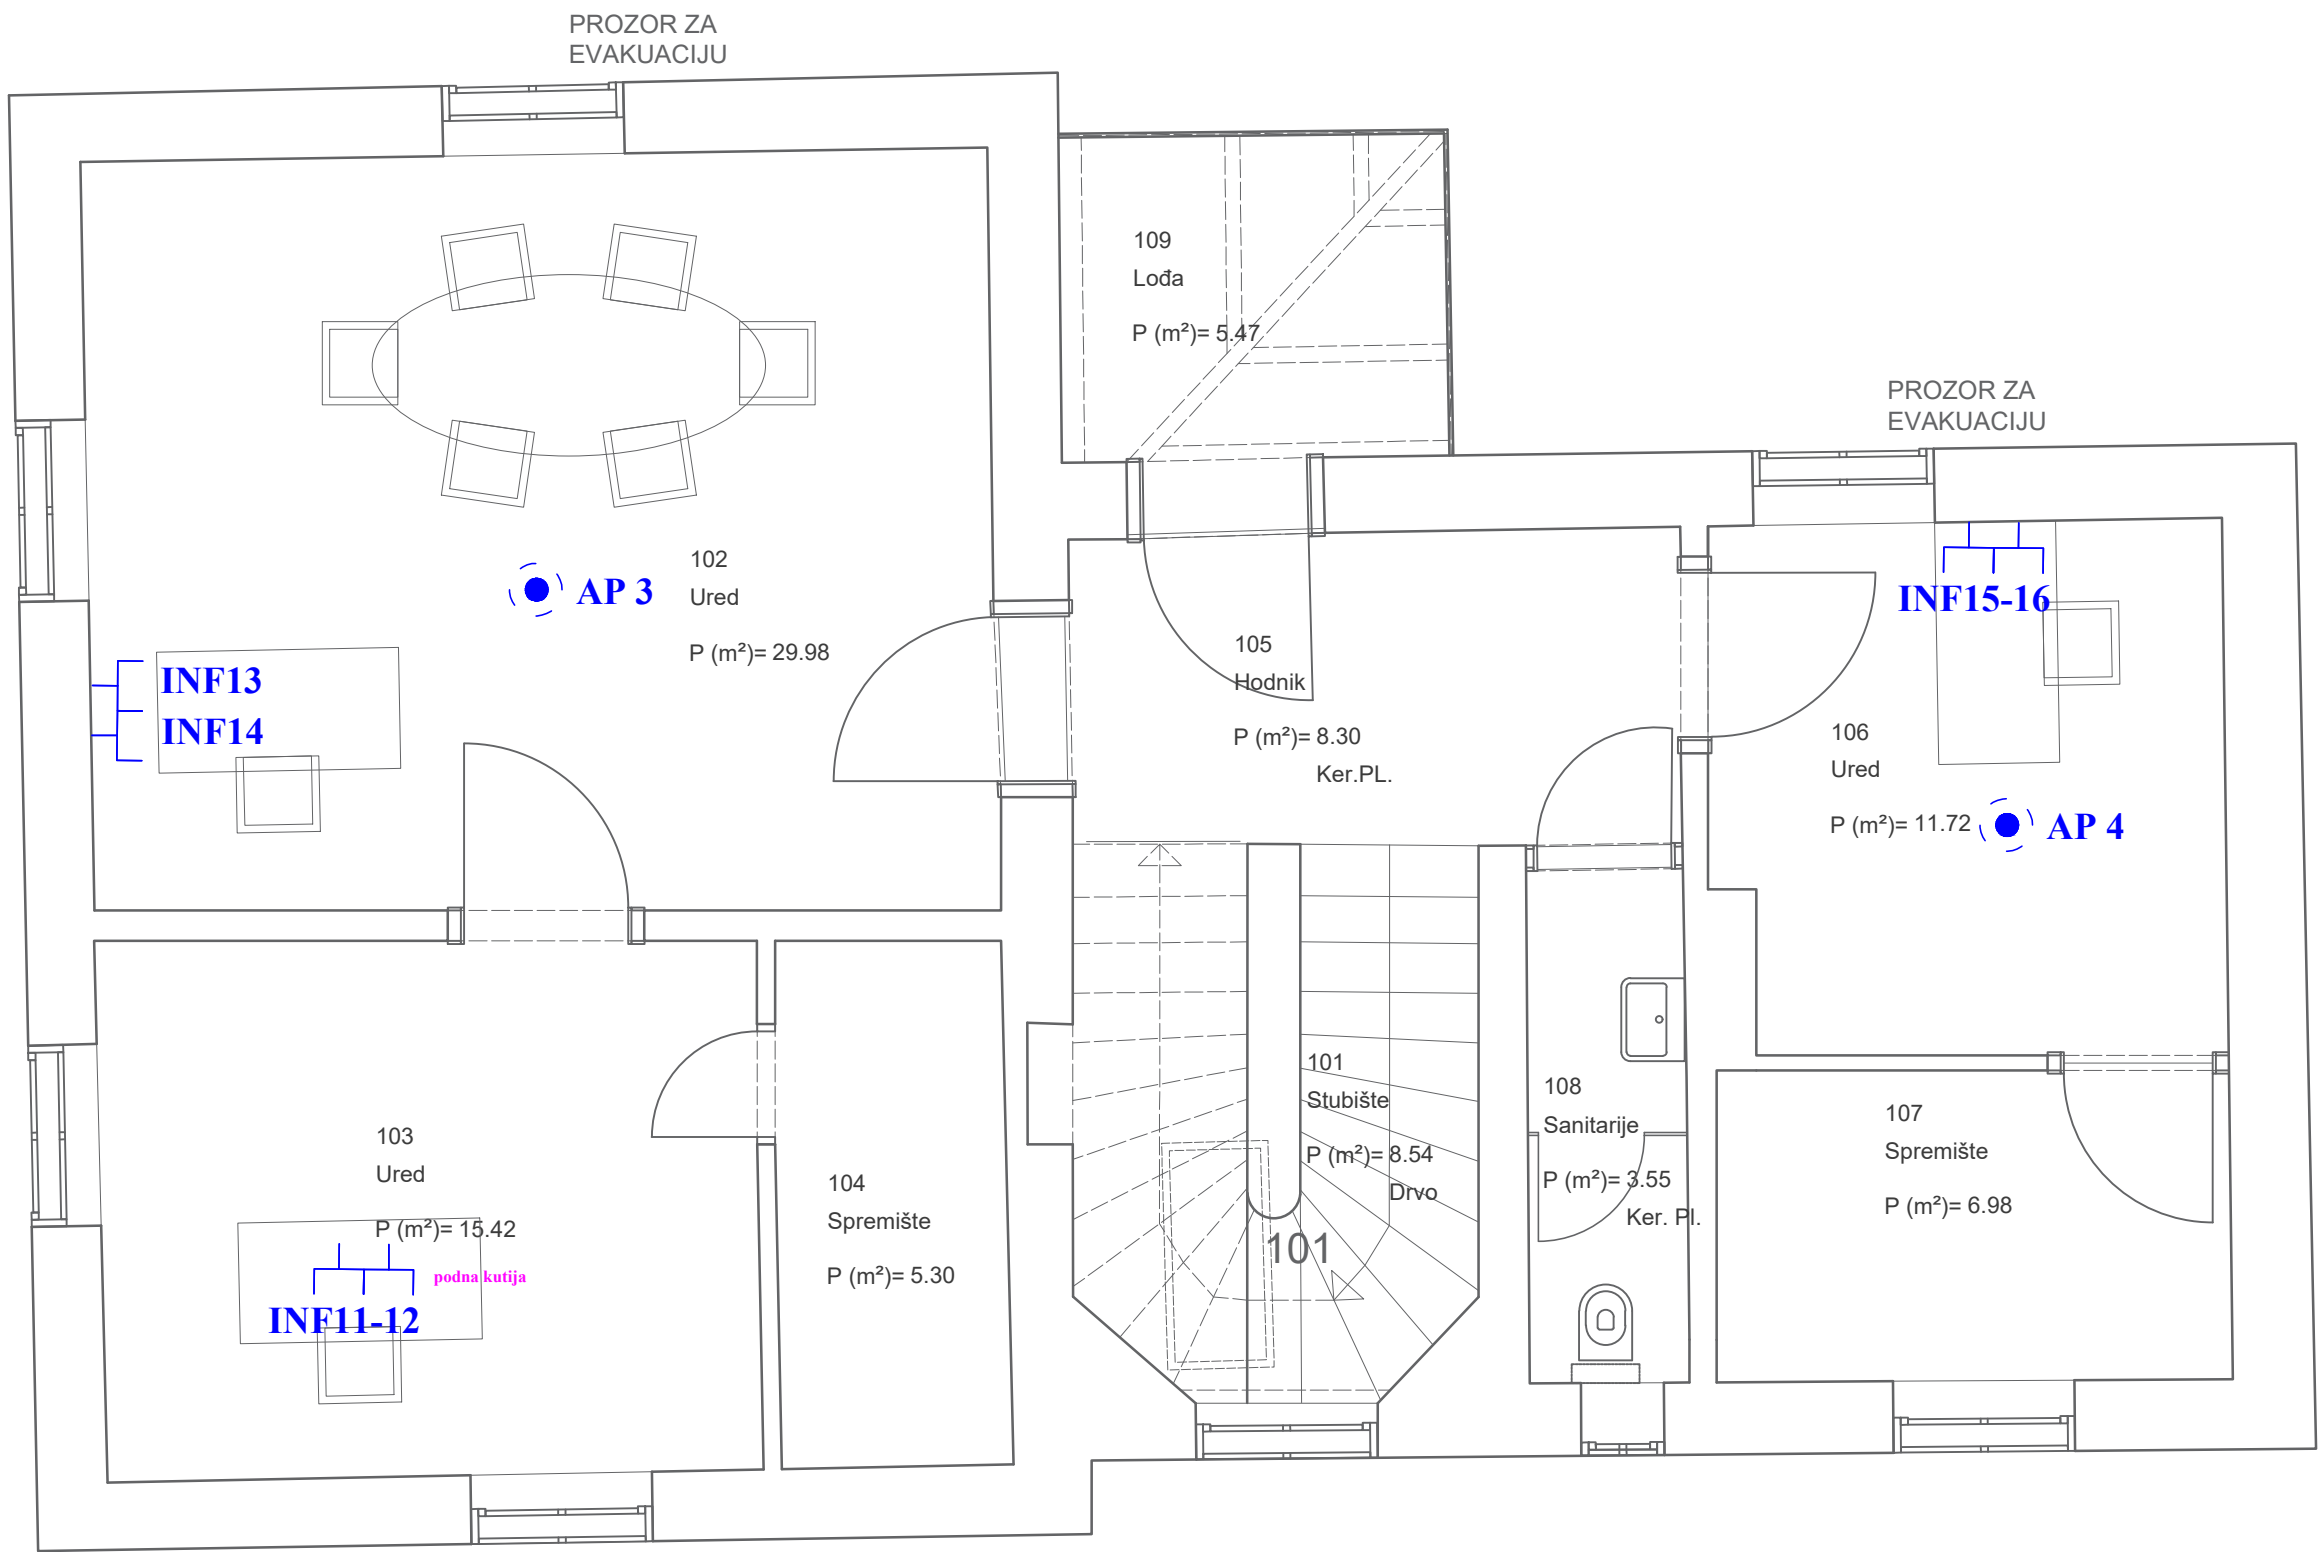 PROZOR ZA
EVAKUACIJU
109
Lođa
P (m²)= 5.47
PROZOR ZA
EVAKUACIJU
102
Ured
P (m²)= 29.98
AP 3
INF13
INF14
105
Hodnik
P (m²)= 8.30
Ker.PL.
INF15-16
106
Ured
P (m²)= 11.72
AP 4
103
Ured
P (m²)= 15.42
podna kutija
INF11-12
104
Spremište
P (m²)= 5.30
101
Stubište
P (m²)= 8.54
Drvo
101
108
Sanitarije
P (m²)= 3.55
Ker. Pl.
107
Spremište
P (m²)= 6.98